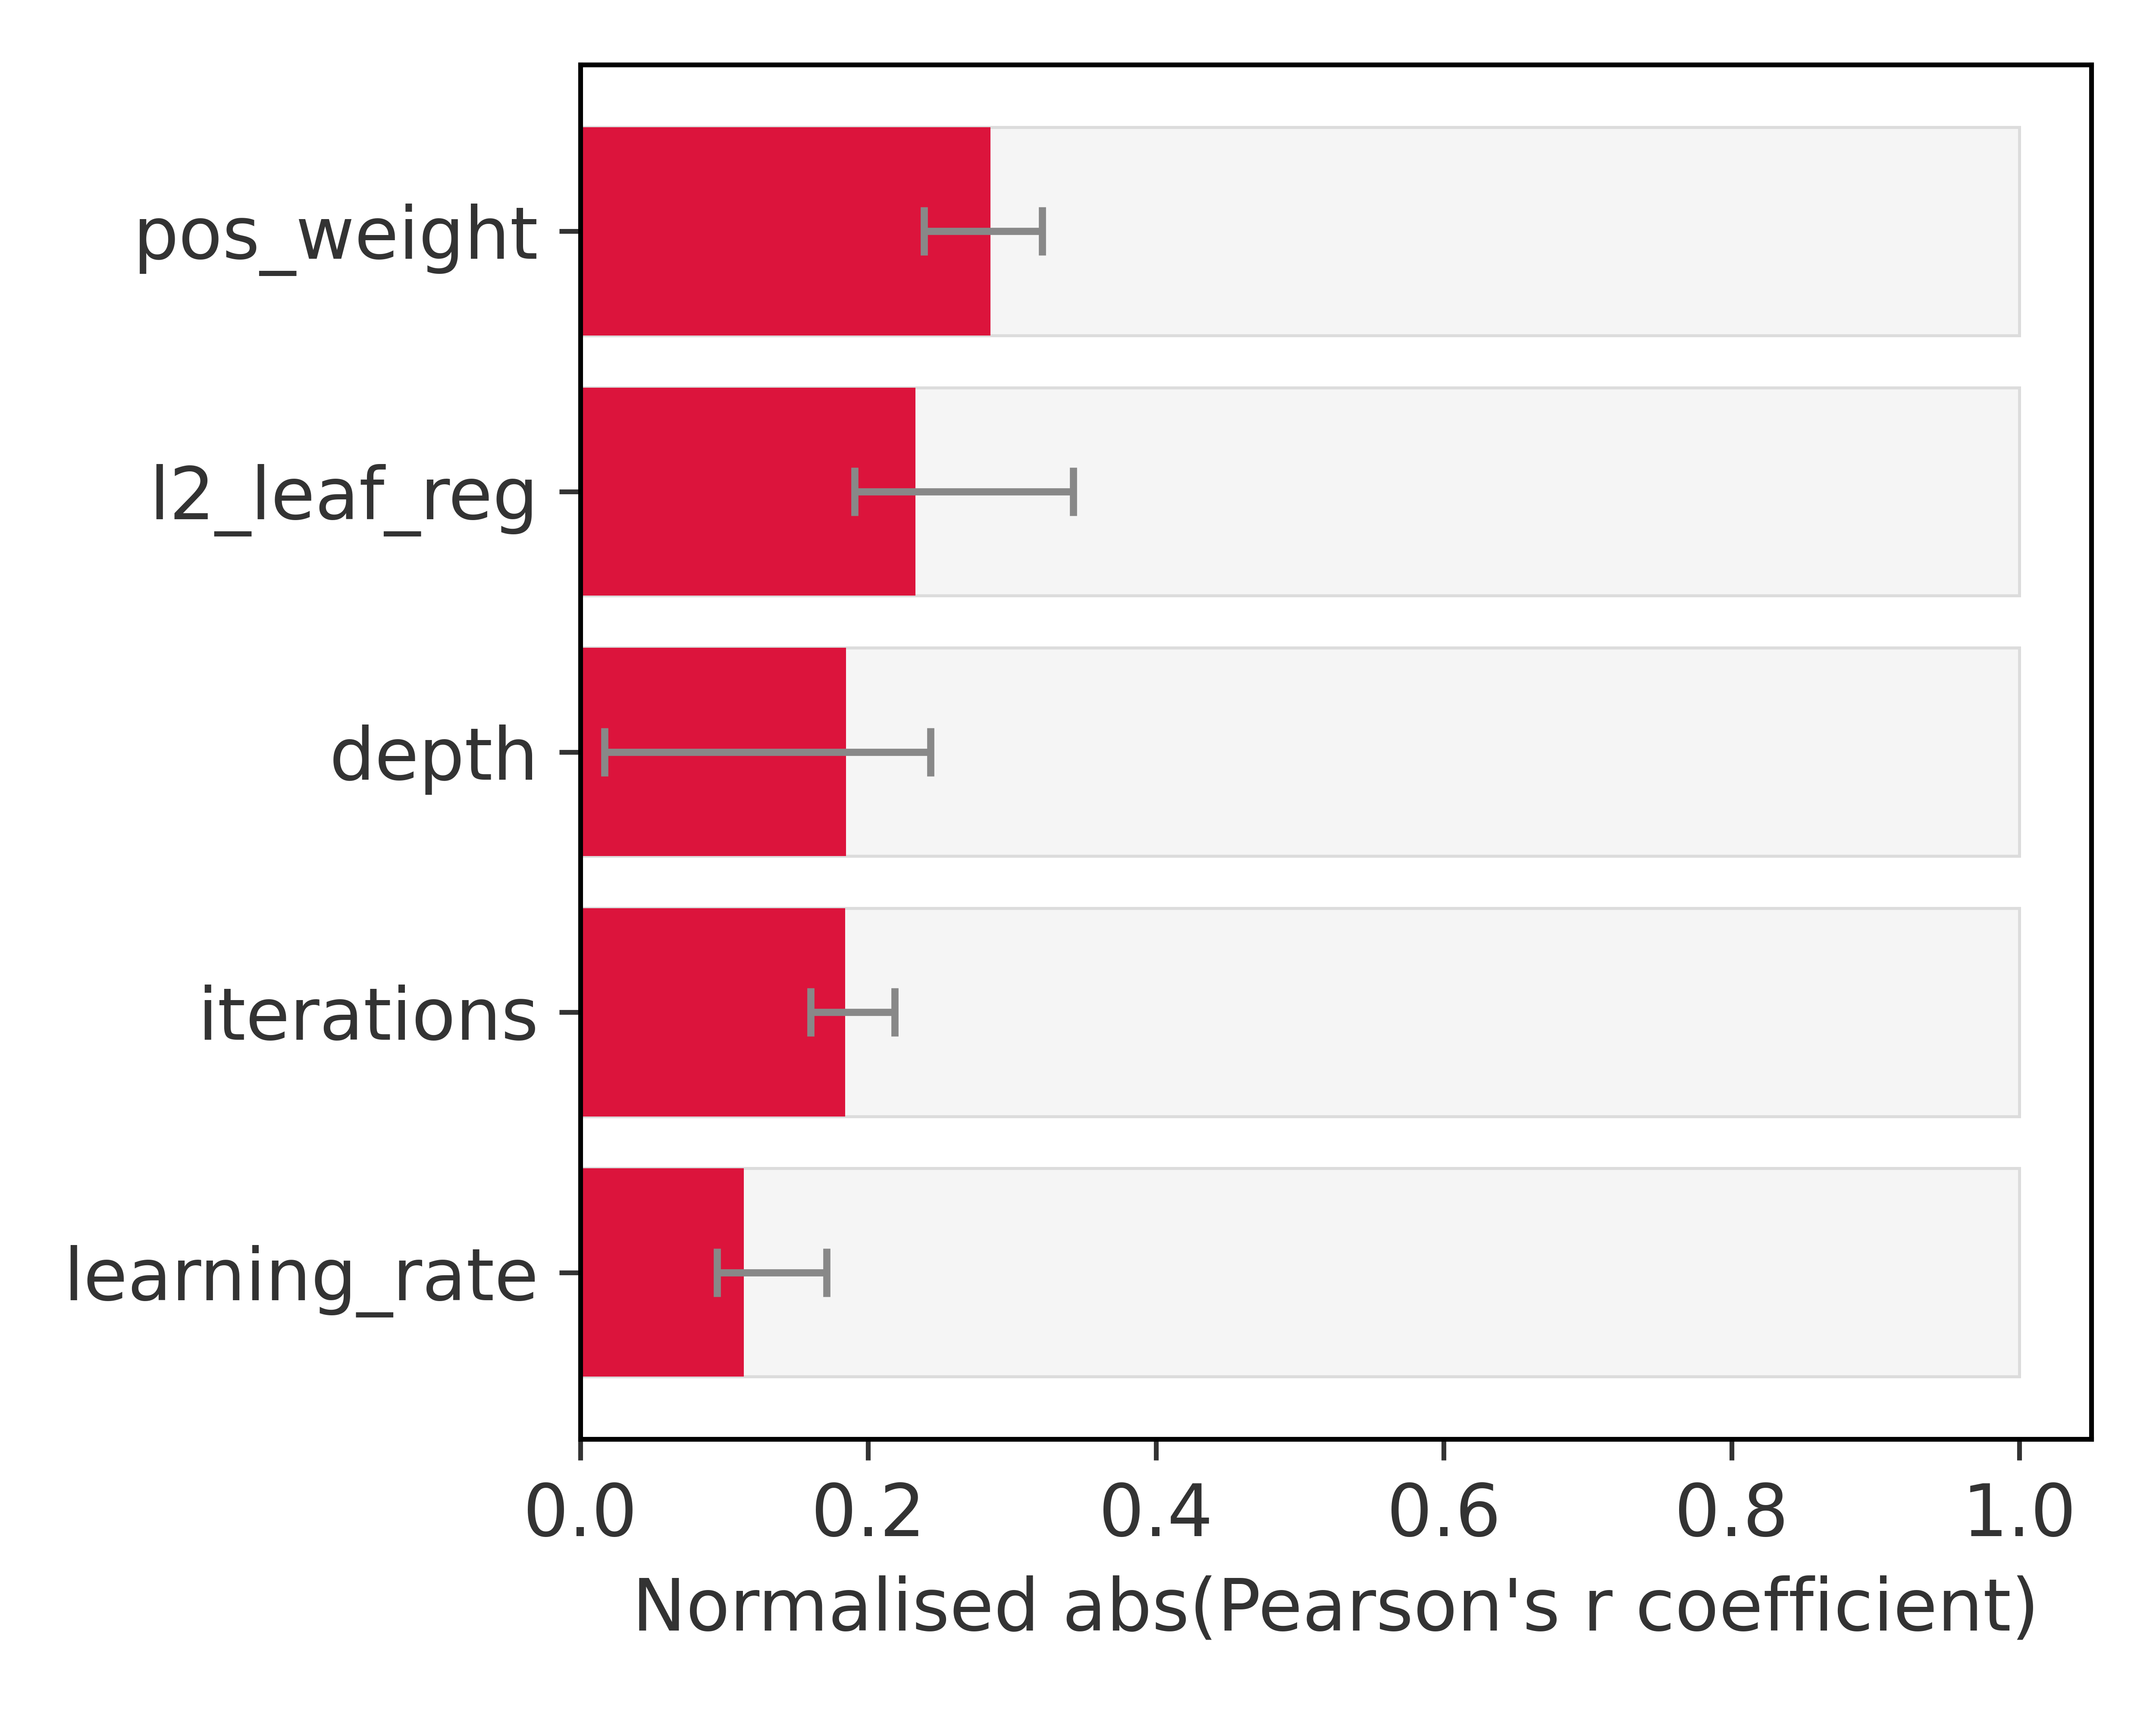 pos_weight
l2_leaf_reg
depth
iterations
learning_rate
0.0 0.2 0.4 0.6 0.8 1.0
Normalised abs(Pearson's r coefficient)